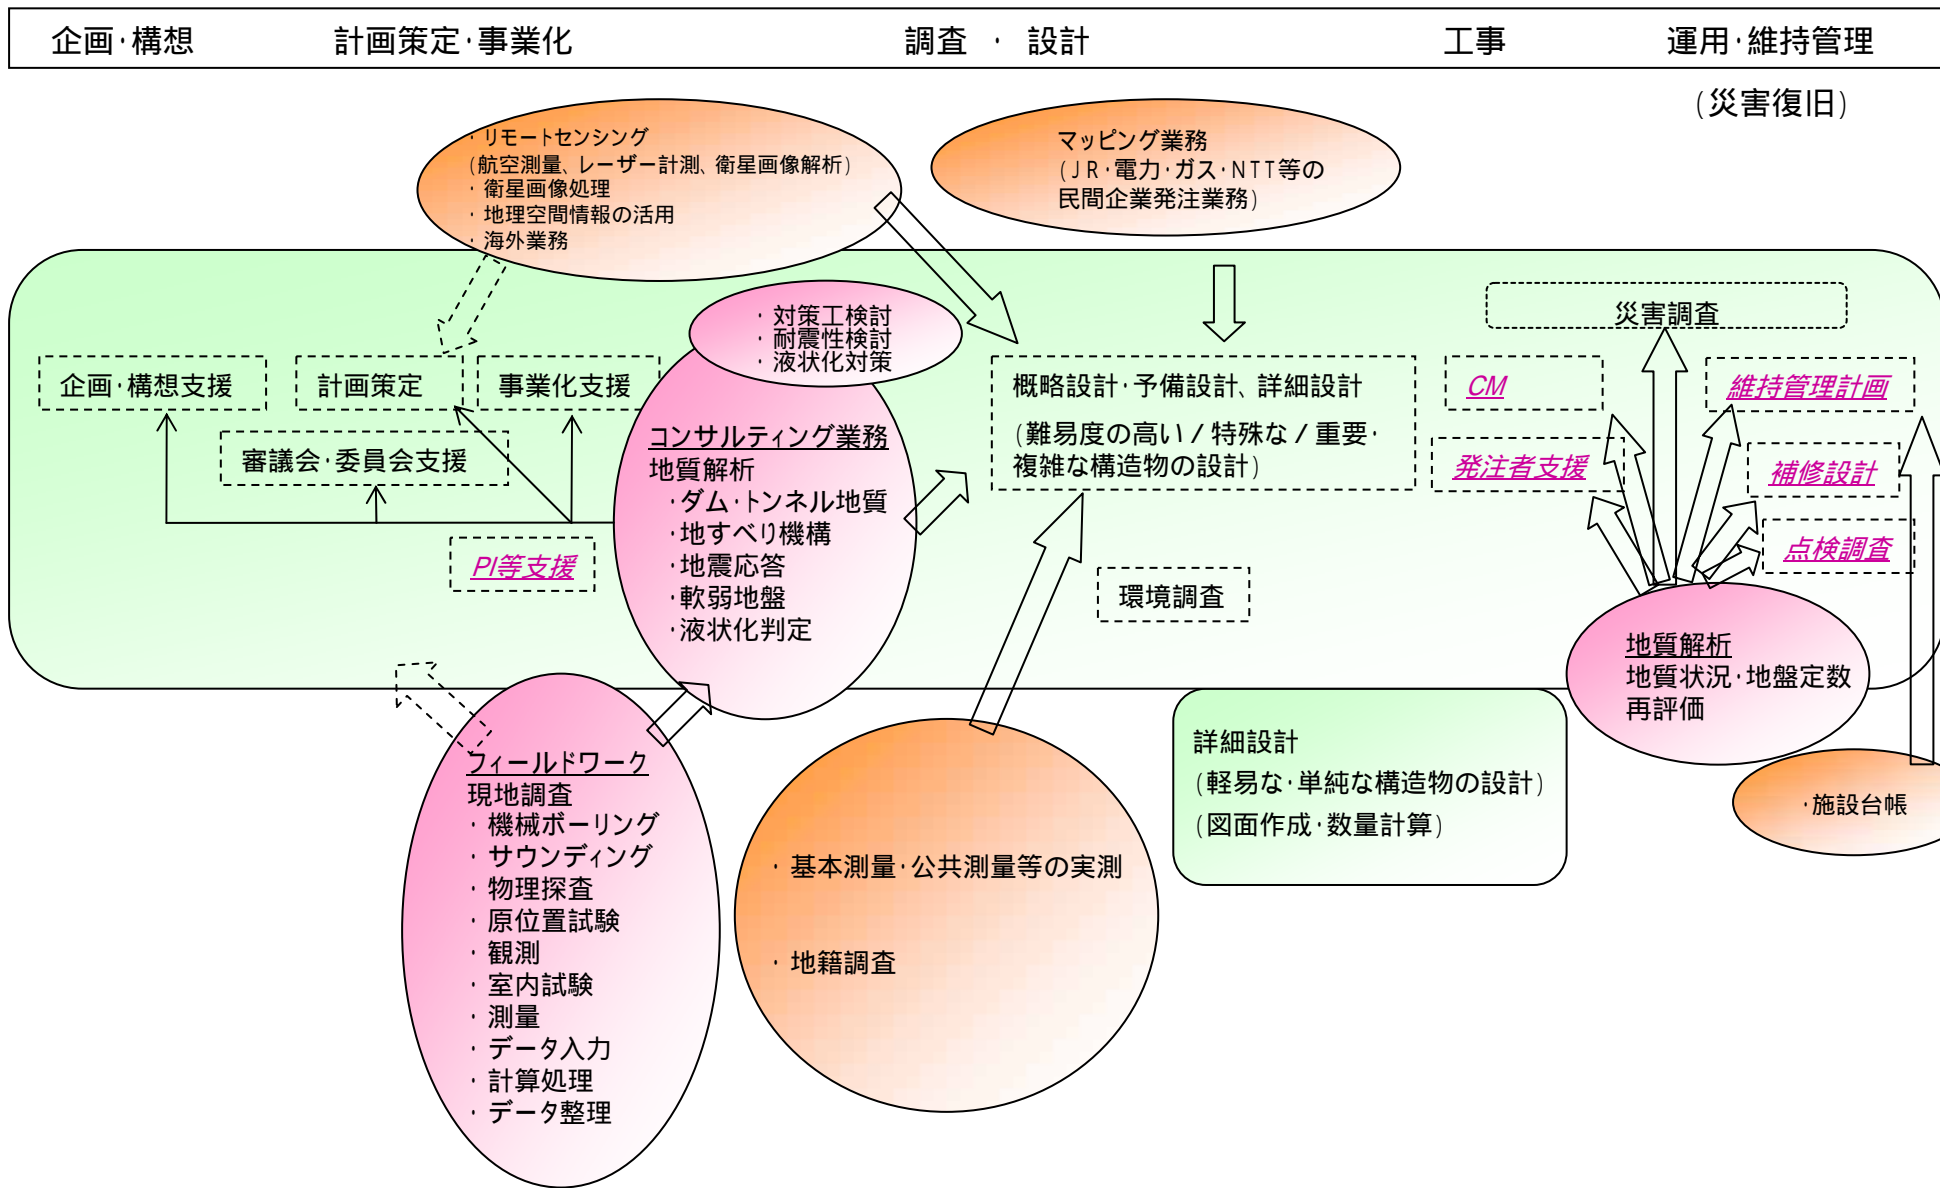 企画･構想
計画策定･事業化
調査 ･ 設計
工事
運用･維持管理
(災害復旧)
･リモートセンシング
(航空測量､レーザー計測､衛星画像解析)
･衛星画像処理
･地理空間情報の活用
･海外業務
マッピング業務
(JR･電力･ガス･NTT等の
民間企業発注業務)
･対策工検討
･耐震性検討
･液状化対策
災害調査
企画･構想支援
計画策定
事業化支援
審議会･委員会支援
PI等支援
コンサルティング業務
地質解析
･ダム･トンネル地質
･地すべり機構
･地震応答
･軟弱地盤
･液状化判定
概略設計･予備設計､詳細設計
(難易度の高い/特殊な/重要･
複雑な構造物の設計)
CM
発注者支援
維持管理計画
補修設計
点検調査
環境調査
地質解析
地質状況･地盤定数
再評価
フィールドワーク
現地調査
･機械ボーリング
･サウンディング
･物理探査
･原位置試験
･観測
･室内試験
･測量
･データ入力
･計算処理
･データ整理
･基本測量･公共測量等の実測
･地籍調査
詳細設計
(軽易な･単純な構造物の設計)
(図面作成･数量計算)
･施設台帳